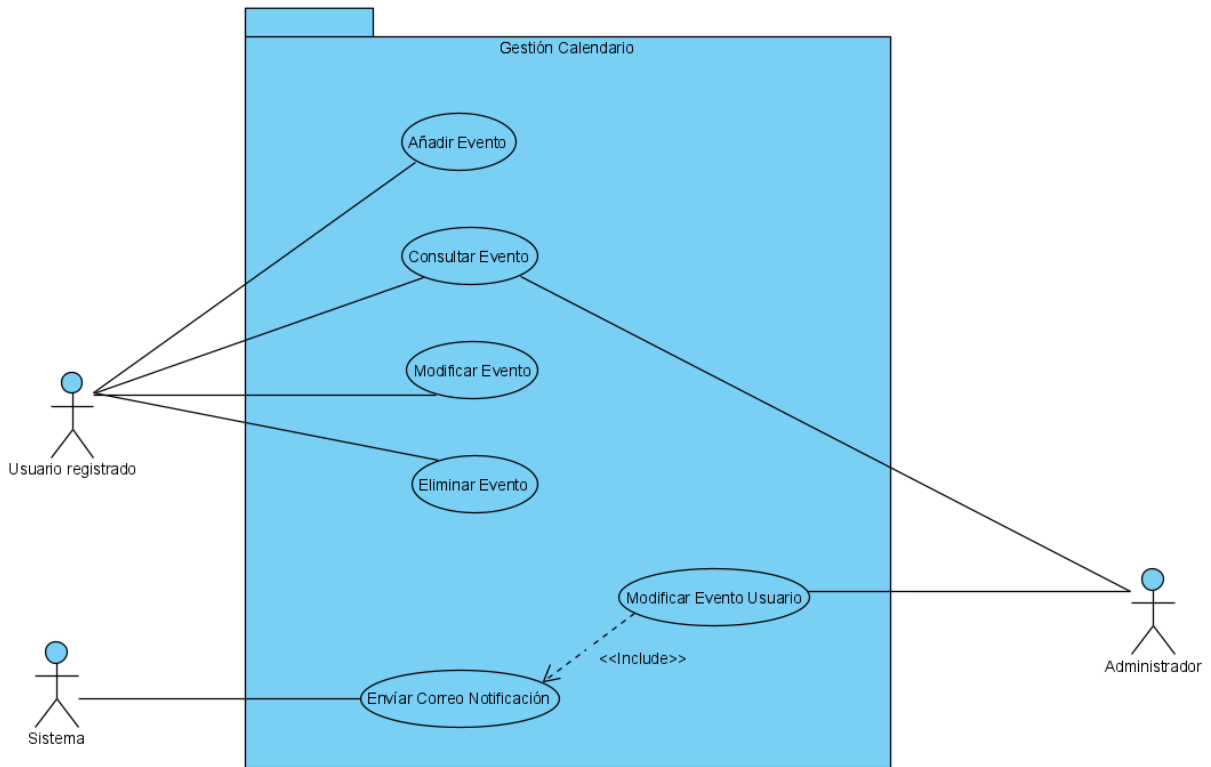 Gestión Calendario
Añadir Evento
Consultar Evento
Modificar Evento
Usuario registrado
Eliminar Evento
Modificar Evento Usuario
<<Include>>
Administrador
Envíar Correo Notificación
Sistema